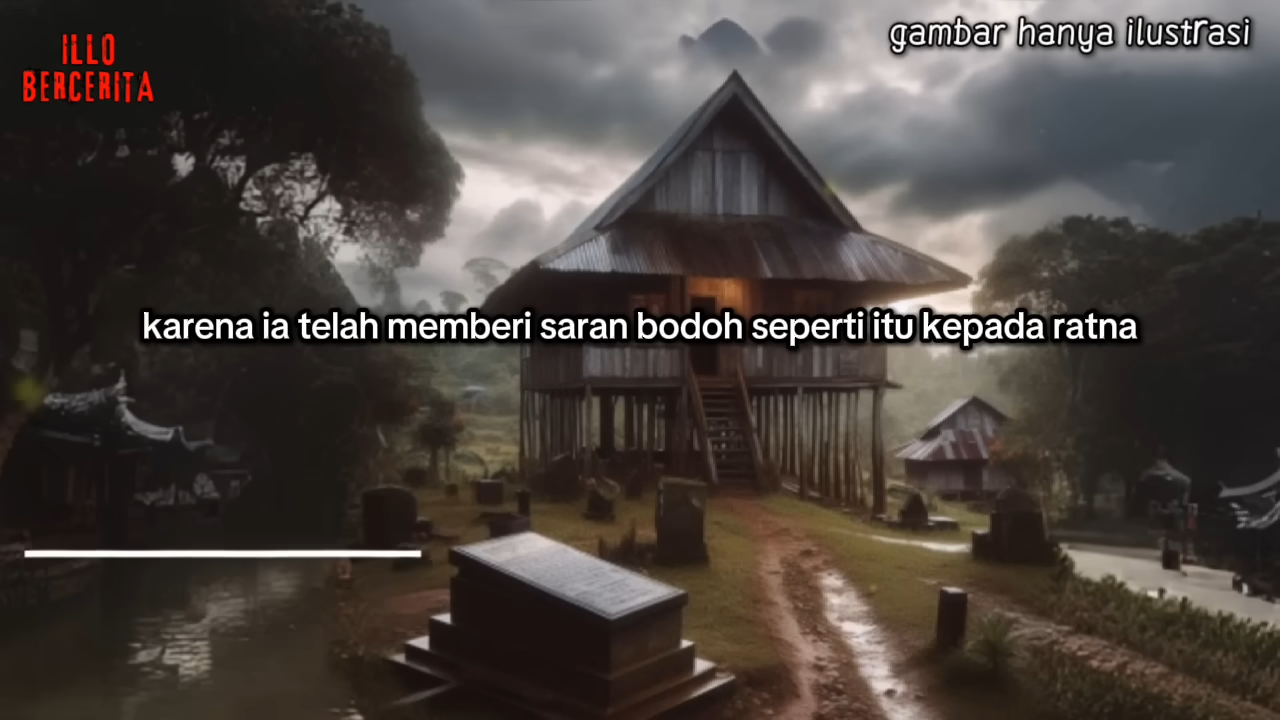 ILLO
BERCERITA
gambar hanya ilustrasi
karena ia telah memberi saran bodoh seperti itu kepada ratna